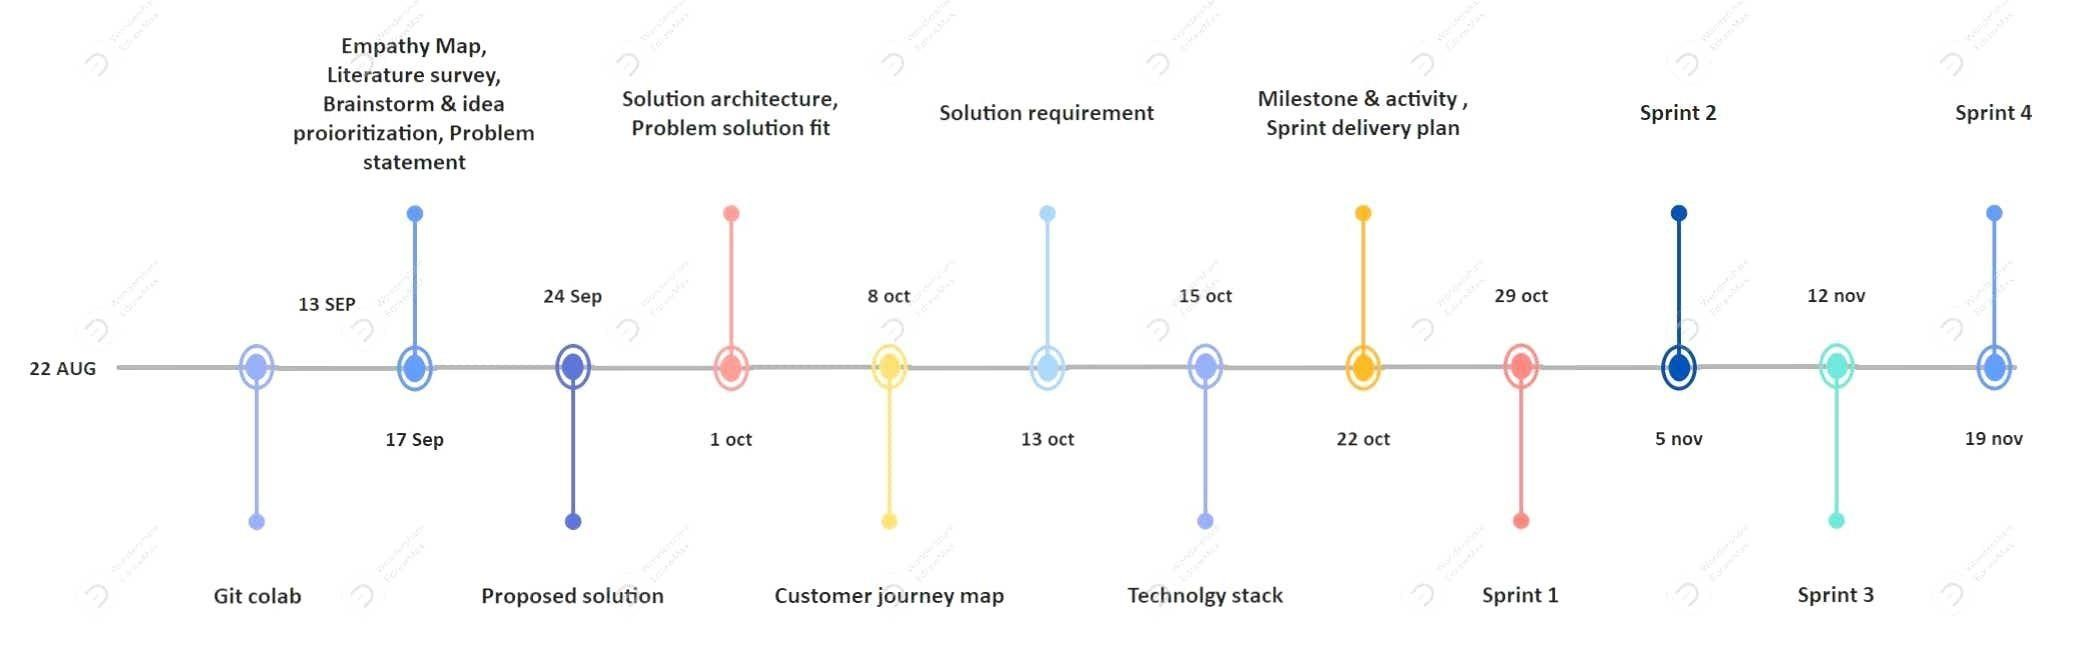 Empathy Map,
Literature survey,
Brainstorm & idea
proioritization, Problem
statement
Solution architecture,
Problem solution fit
Solution requirement
Milestone & activity ,
Sprint delivery plan
Sprint 2
Sprint 4
13 SEP
24 Sep
8 oct
15 oct
29 oct
12 nov
22 AUG
17 Sep
1 oct
13 oct
22 oct
5 nov
19 nov
Git colab
Proposed solution
Customer journey map
Technolgy stack
Sprint 1
Sprint 3
Wondershare
EdrawMax